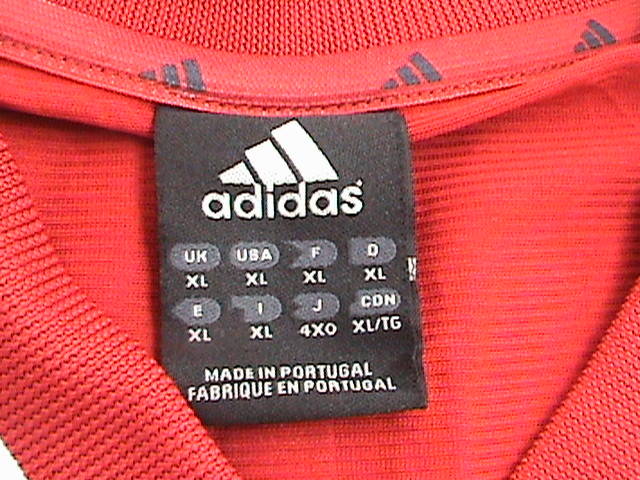 adidas
UK USA F D
XL XL XL XL
E I J CDN
XL XL 4XO XL/TG
MADE IN PORTUGAL
FABRIQUE EN PORTUGAL